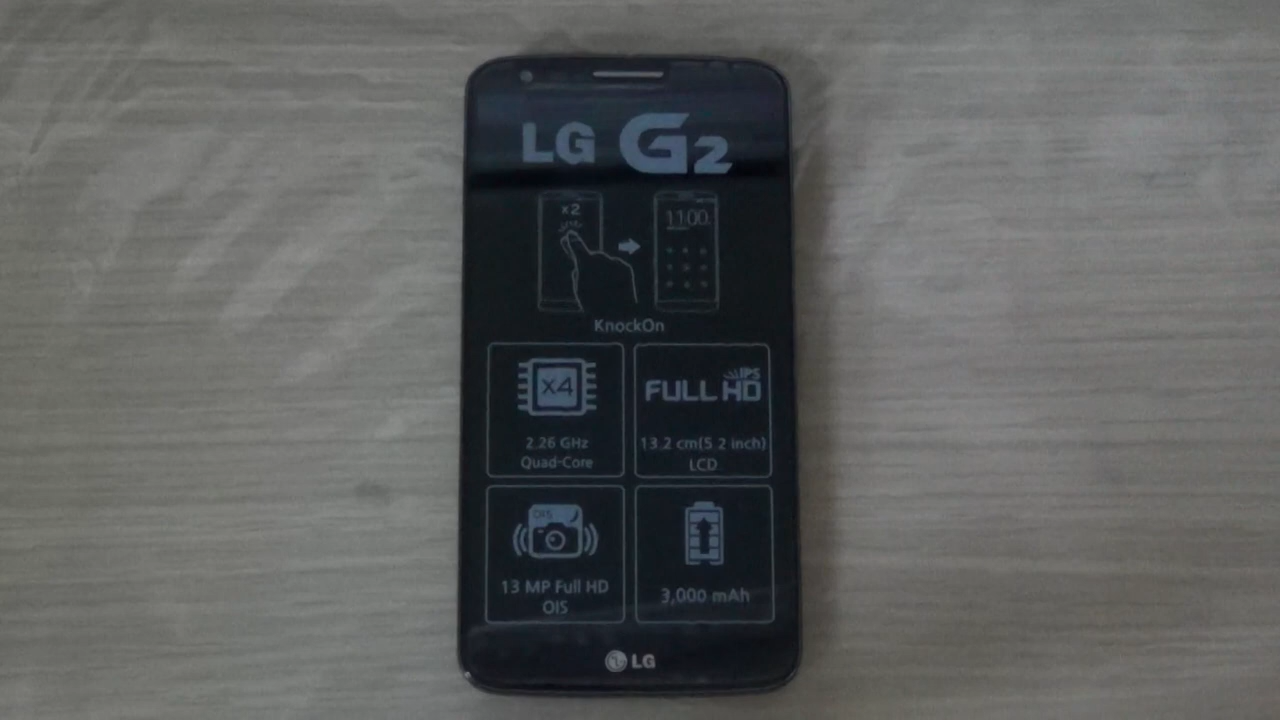 LG G2
x2
11:00
KnockOn
x4
2.26 GHz
Quad-Core
IPS
FULL HD
13.2 cm(5.2 inch)
LCD
OIS
13 MP Full HD
OIS
3,000 mAh
LG